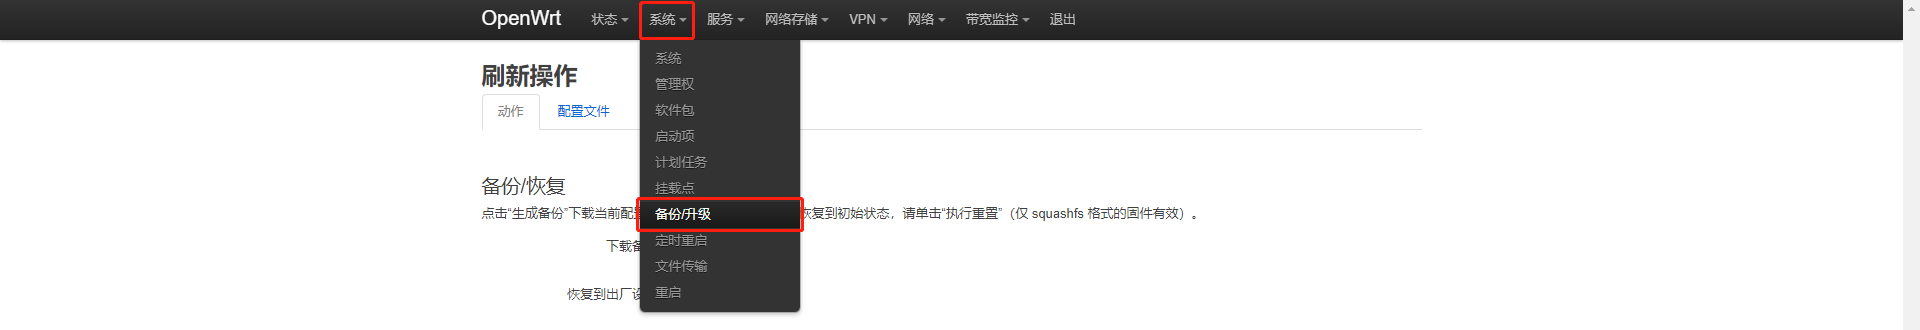 OpenWrt 状态 系统 服务 网络存储 VPN 网络 带宽监控 退出
系统
刷新操作
管理权
动作 配置文件
软件包
启动项
计划任务
备份/恢复
挂载点
点击“生成备份”下载当前配 恢复到初始状态，请单击“执行重置”（仅 squashfs 格式的固件有效）。
备份/升级
下载备
定时重启
文件传输
恢复到出厂设
重启